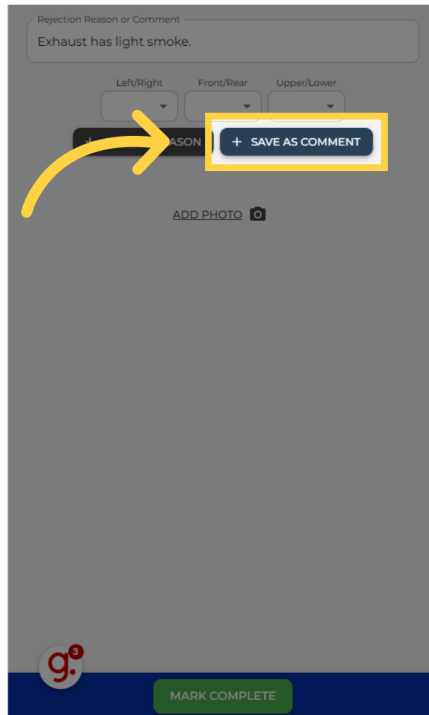 Rejection Reason or Comment
Exhaust has light smoke.
Left/Right Front/Rear Upper/Lower
+ SAVE AS COMMENT
ADD PHOTO
g. 3
MARK COMPLETE